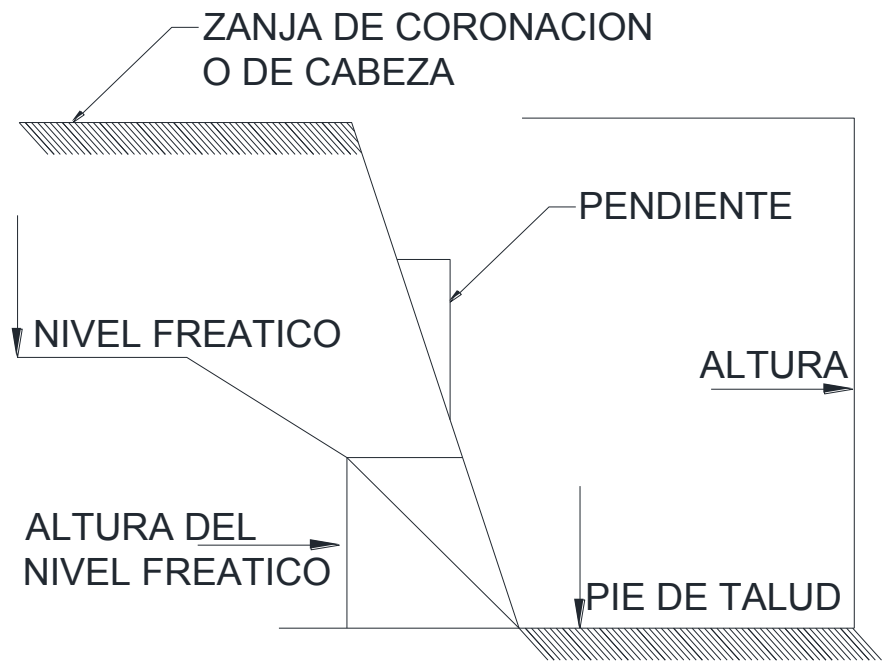 ZANJA DE CORONACION
O DE CABEZA
PENDIENTE
NIVEL FREATICO
ALTURA
ALTURA DEL
NIVEL FREATICO
PIE DE TALUD